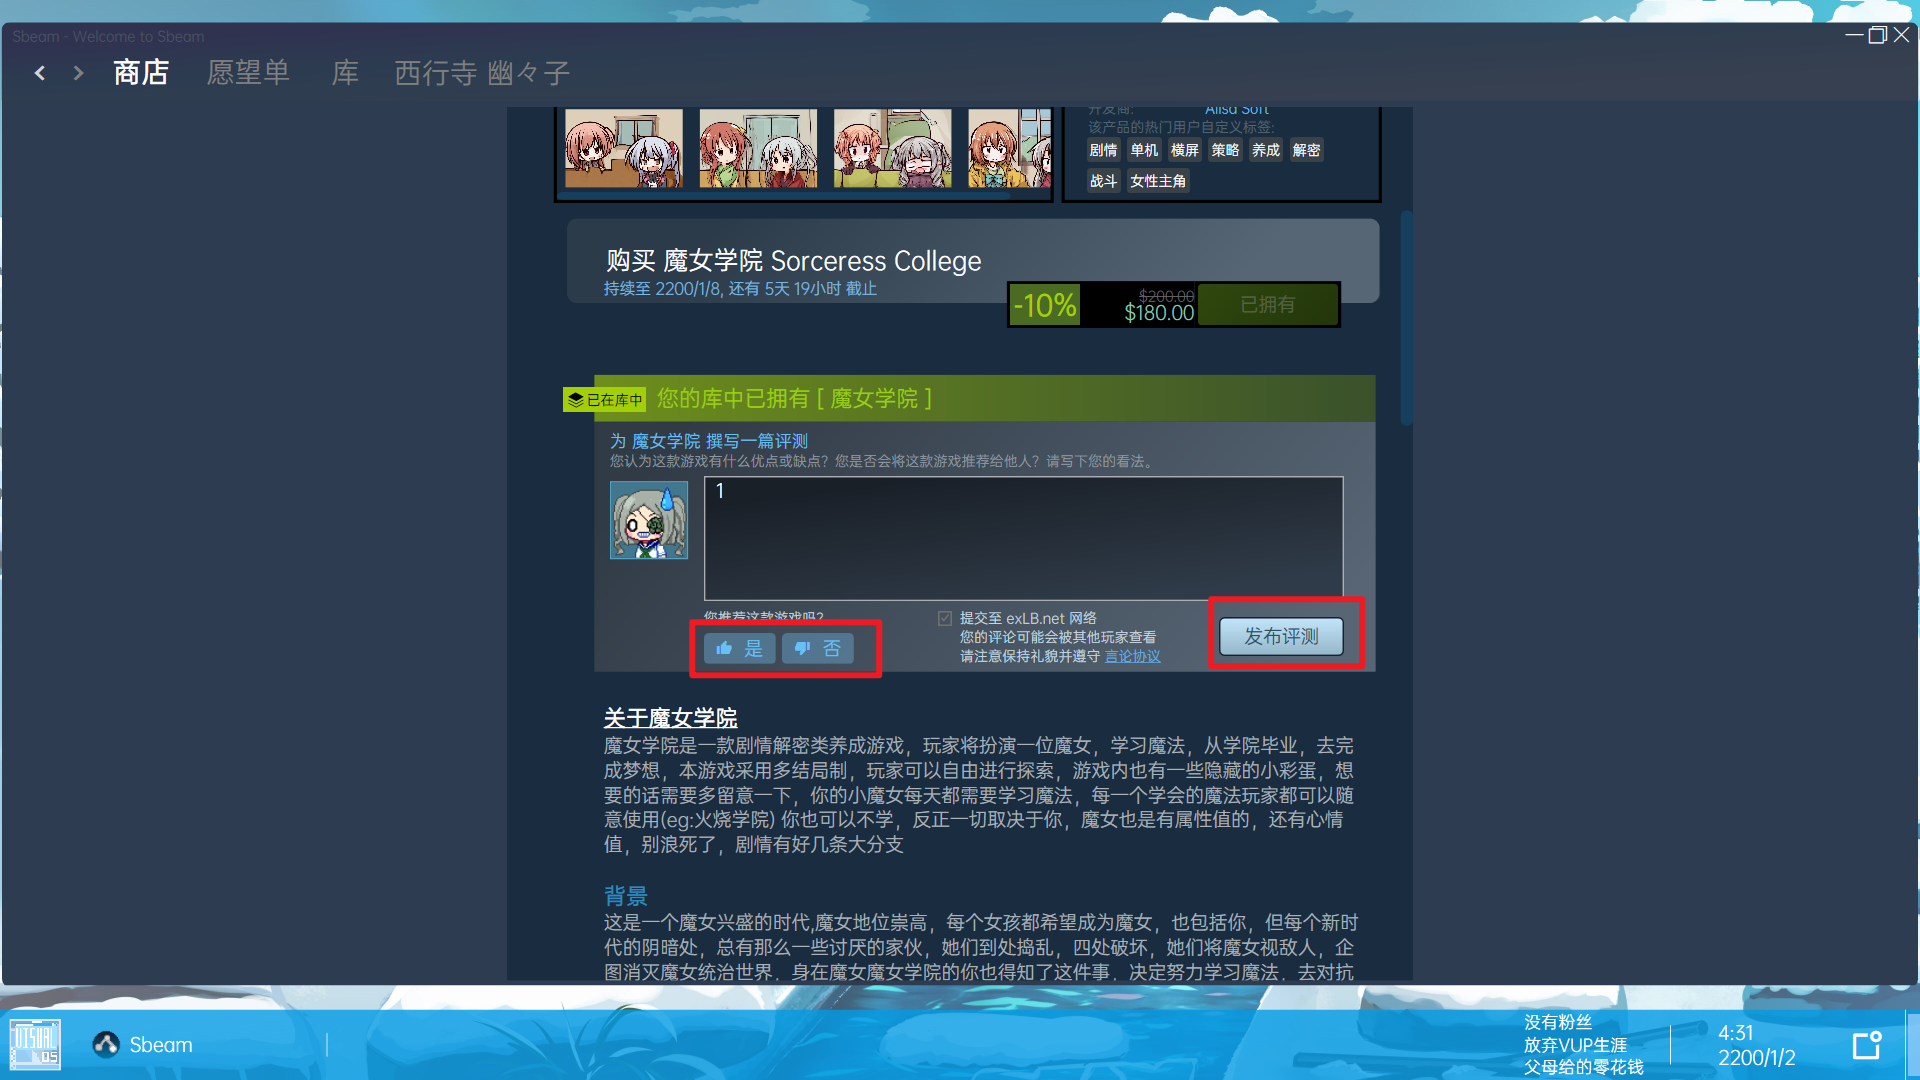 Sbeam - Welcome to Sbeam
商店 愿望单 库 西行寺 幽々子
开发商: Alisd Soft
该产品的热门用户自定义标签:
剧情 单机 横屏 策略 养成 解密
战斗 女性主角
购买 魔女学院 Sorceress College
持续至 2200/1/8, 还有 5天 19小时 截止
-10% $200.00 $180.00 已拥有
已在库中 您的库中已拥有 [ 魔女学院 ]
为 魔女学院 撰写一篇评测
您认为这款游戏有什么优点或缺点？您是否会将这款游戏推荐给他人？请写下您的看法。
1
您推荐这款游戏吗?
是 否
提交至 exLB.net 网络
您的评论可能会被其他玩家查看
请注意保持礼貌并遵守 言论协议
发布评测
关于魔女学院
魔女学院是一款剧情解密类养成游戏，玩家将扮演一位魔女，学习魔法，从学院毕业，去完
成梦想，本游戏采用多结局制，玩家可以自由进行探索，游戏内也有一些隐藏的小彩蛋，想
要的话需要多留意一下，你的小魔女每天都需要学习魔法，每一个学会的魔法玩家都可以随
意使用(eg:火烧学院) 你也可以不学，反正一切取决于你，魔女也是有属性值的，还有心情
值，别浪死了，剧情有好几条大分支
背景
这是一个魔女兴盛的时代,魔女地位崇高，每个女孩都希望成为魔女，也包括你，但每个新时
代的阴暗处，总有那么一些讨厌的家伙，她们到处捣乱，四处破坏，她们将魔女视敌人，企
图消灭魔女统治世界，身在魔女魔女学院的你也得知了这件事，决定努力学习魔法，去对抗
Sbeam
没有粉丝
放弃VUP生涯
父母给的零花钱
4:31
2200/1/2